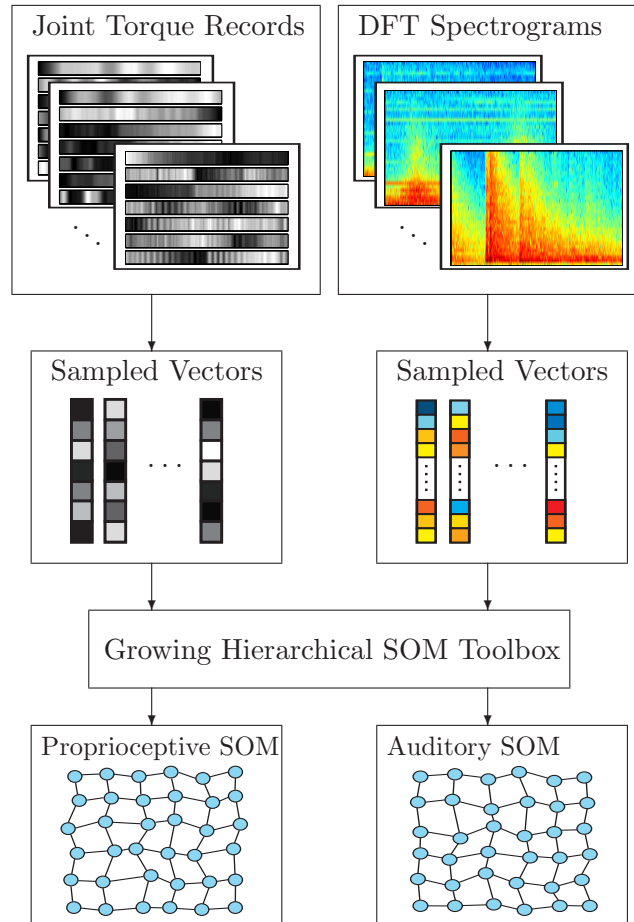 Joint Torque Records
DFT Spectrograms
Sampled Vectors
Sampled Vectors
Growing Hierarchical SOM Toolbox
Proprioceptive SOM
Auditory SOM